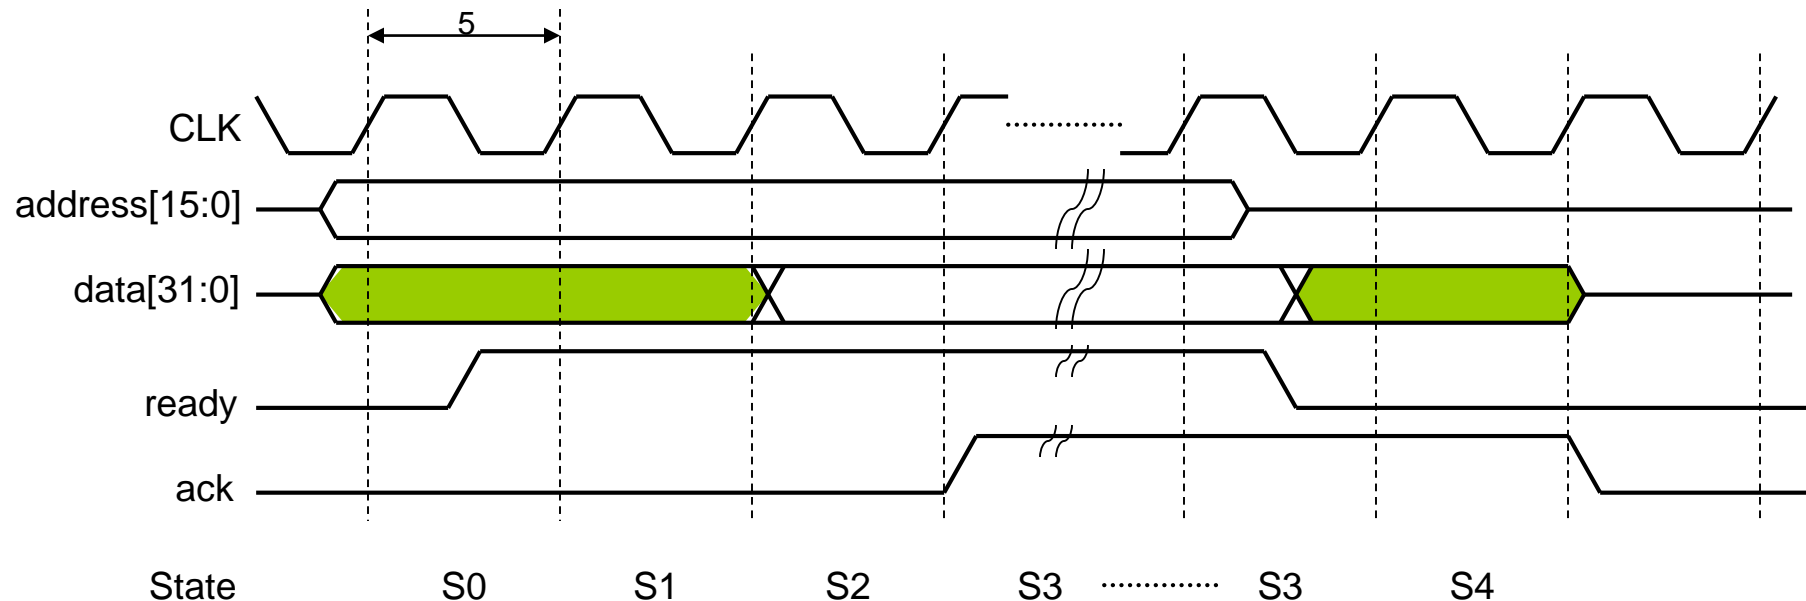 5
CLK
address[15:0]
data[31:0]
ready
ack
State S0 S1 S2 S3 S3 S4